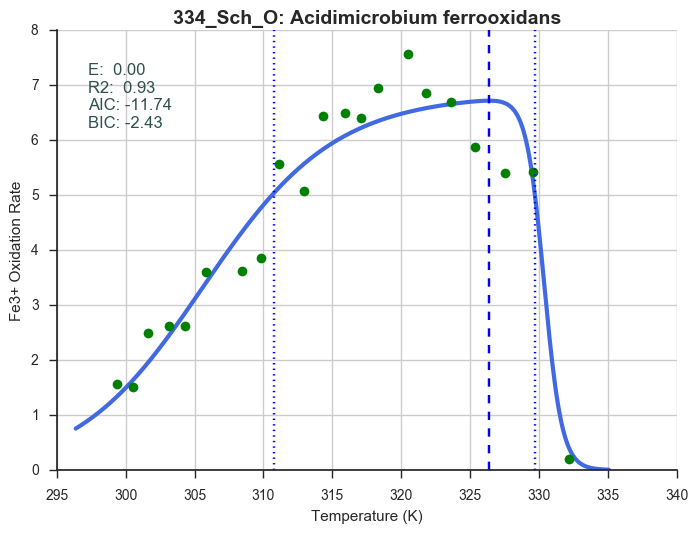 334_Sch_O: Acidimicrobium ferrooxidans
8
7
6
5
4
3
2
1
0
Fe3+ Oxidation Rate
E: 0.00
R2: 0.93
AIC: -11.74
BIC: -2.43
295 300 305 310 315 320 325 330 335 340
Temperature (K)